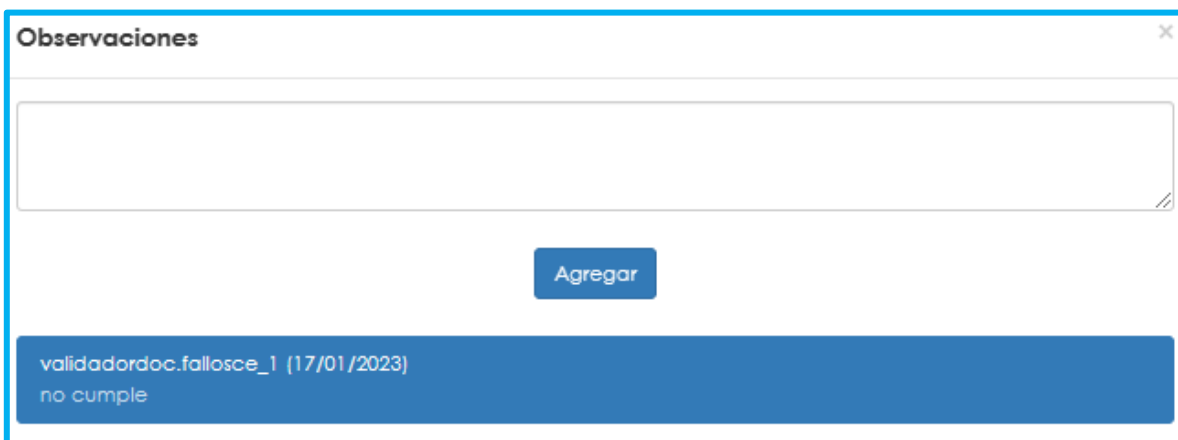 Observaciones
×
Agregar
validadordoc.fallosce_1 (17/01/2023)
no cumple